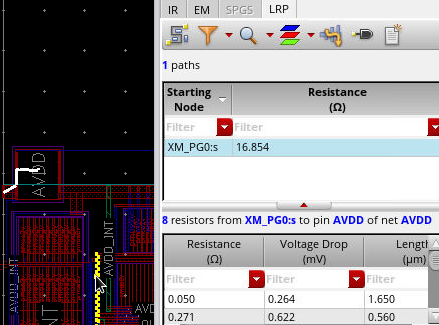 IR EM SPGS LRP
1 paths
Starting Node Resistance (Ω)
Filter Filter
XM_PG0:s 16.854
8 resistors from XM_PG0:s to pin AVDD of net AVDD
Resistance (Ω) Voltage Drop (mV) Length (µm)
Filter Filter Filter
0.050 0.264 1.650
0.271 0.622 0.560
AVDD
AVDD_INT
AVDD_INT
INT
AVD